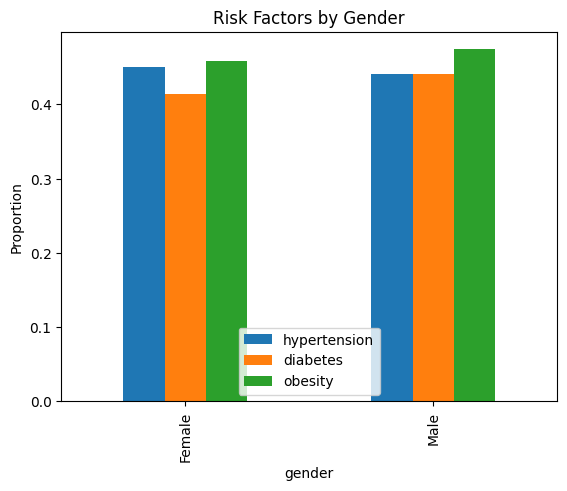 Risk Factors by Gender
Proportion
0.4
0.3
0.2
0.1
0.0
hypertension
diabetes
obesity
Female
Male
gender